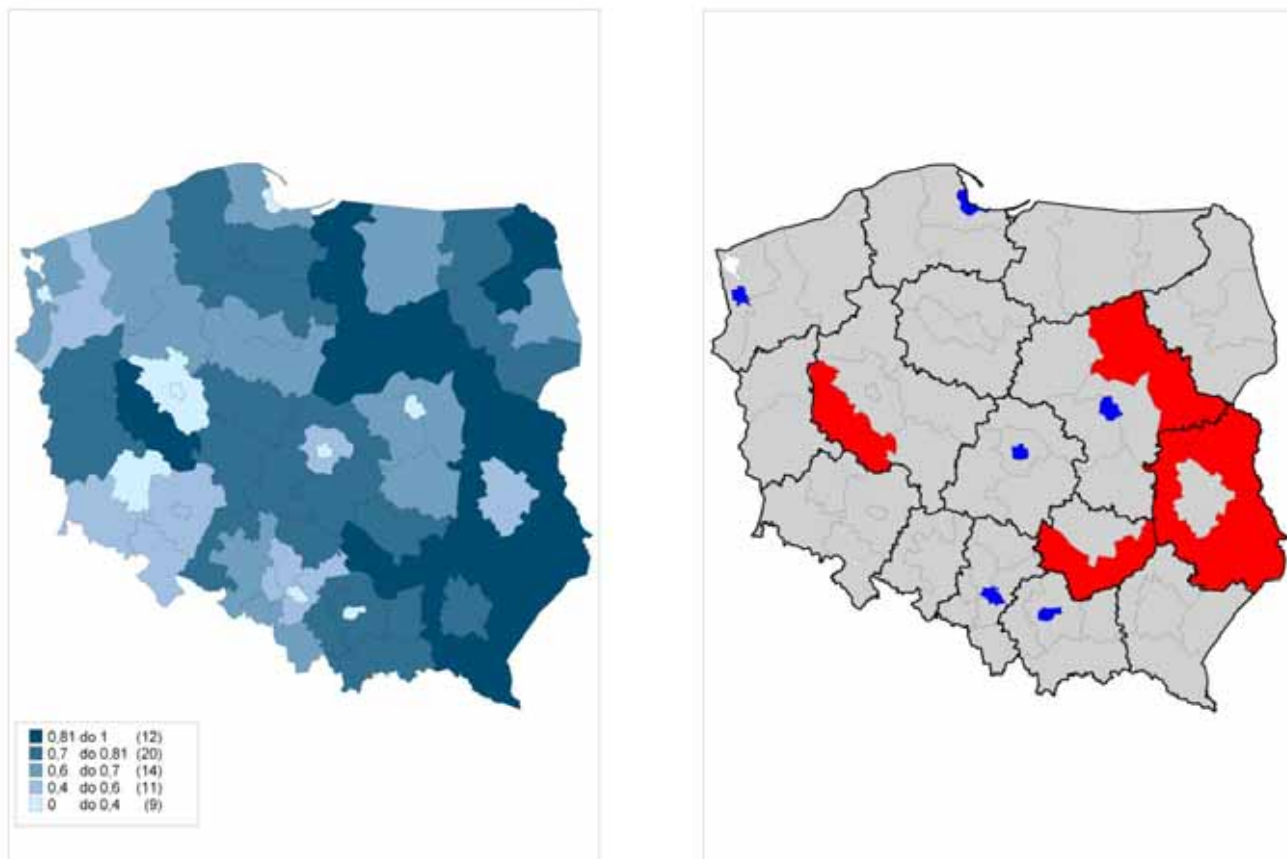 0,81 do 1 (12)
0,7 do 0.81 (20)
0,6 do 0,7 (14)
0,4 do 0,6 (11)
0 do 0,4 (9)